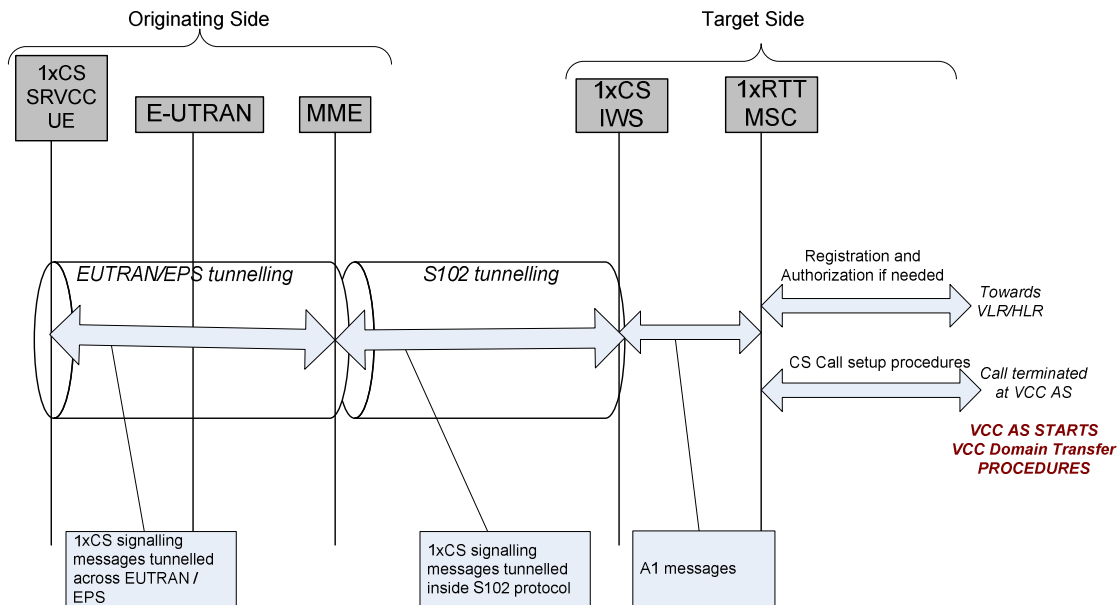 Originating Side
Target Side
1xCS
SRVCC
UE
E-UTRAN
MME
1xCS
IWS
1xRTT
MSC
EUTRAN/EPS tunnelling
S102 tunnelling
Registration and
Authorization if needed
Towards
VLR/HLR
CS Call setup procedures
Call terminated
at VCC AS
VCC AS STARTS
VCC Domain Transfer
PROCEDURES
1xCS signalling
messages tunnelled
across EUTRAN /
EPS
1xCS signalling
messages tunnelled
inside S102 protocol
A1 messages